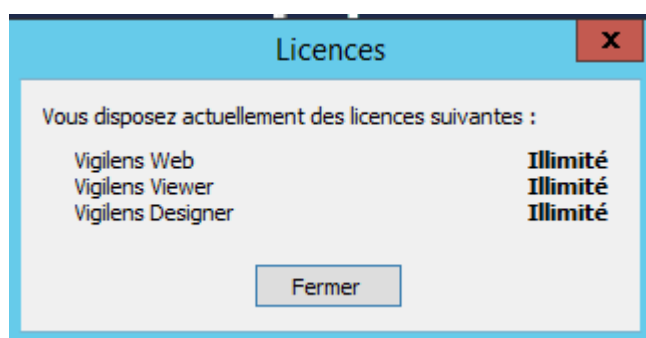 Licences
x
Vous disposez actuellement des licences suivantes :
Vigilens Web Illimité
Vigilens Viewer Illimité
Vigilens Designer Illimité
Fermer